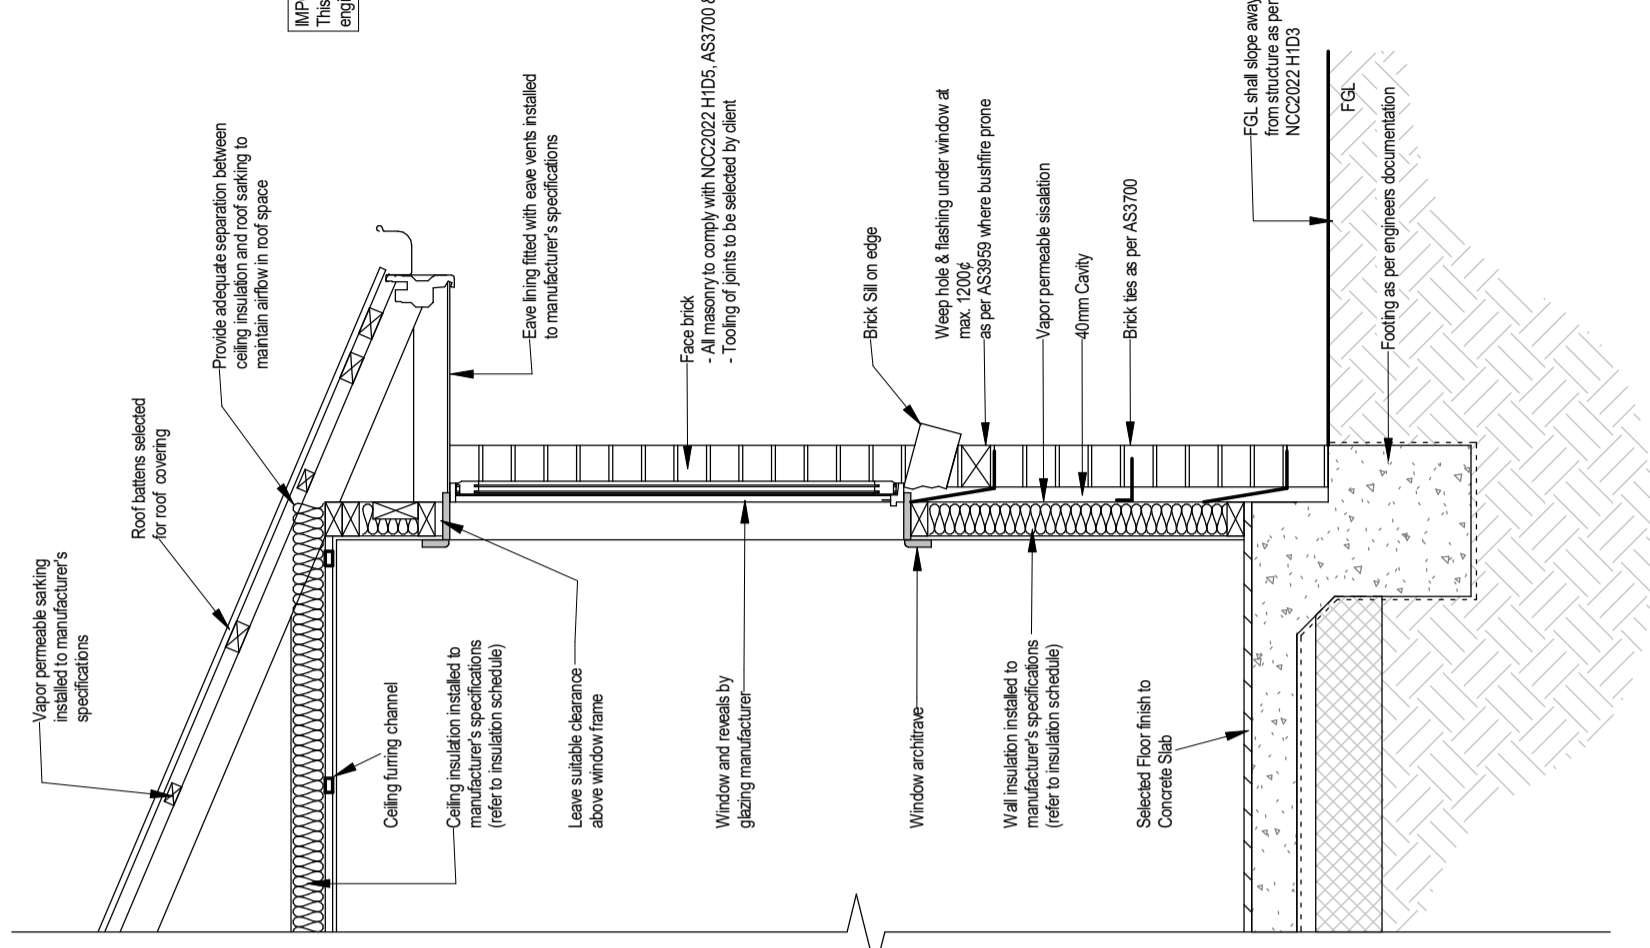 IMP
This
engi
Vapor permeable sarking
installed to manufacturer's
specifications
Roof battens selected
for roof covering
Provide adequate separation between
ceiling insulation and roof sarking to
maintain airflow in roof space
Ceiling furring channel
Ceiling insulation installed to
manufacturer's specifications
(refer to insulation schedule)
Eave lining fitted with eave vents installed
to manufacturer's specifications
Leave suitable clearance
above window frame
Face brick
- All masonry to comply with NCC2022 H1D5, AS3700 &
- Tooling of joints to be selected by client
Window and reveals by
glazing manufacturer
Brick Sill on edge
Window architrave
Weep hole & flashing under window at
max. 1200¢
as per AS3959 where bushfire prone
Vapor permeable sisalation
40mm Cavity
Brick ties as per AS3700
Wall insulation installed to
manufacturer's specifications
(refer to insulation schedule)
Selected Floor finish to
Concrete Slab
FGL shall slope away
from structure as per
NCC2022 H1D3
FGL
Footing as per engineers documentation